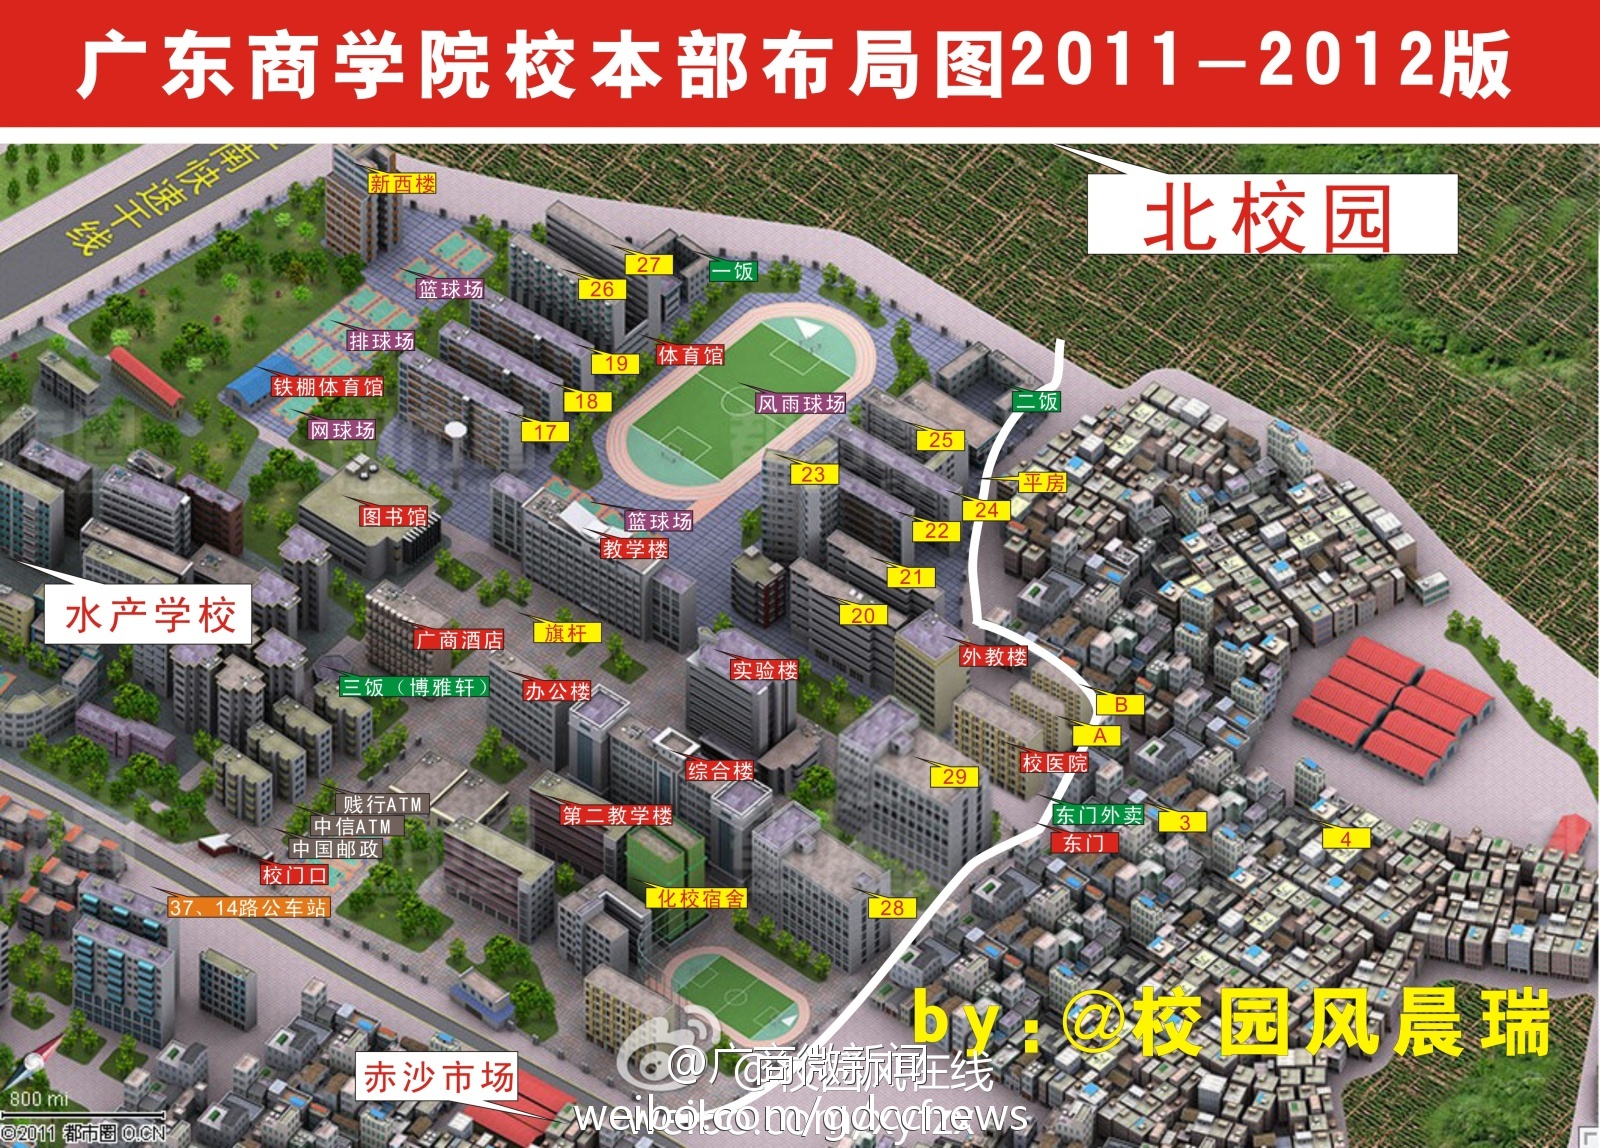 广东商学院校本部布局图2011-2012版
南快速干线
新西楼
北校园
27
一饭
26
篮球场
排球场
体育馆
19
铁棚体育馆
18
风雨球场
二饭
网球场
17
25
23
平房
图书馆
篮球场
24
22
教学楼
21
水产学校
20
广商酒店
旗杆
外教楼
三饭（博雅轩）
办公楼
实验楼
B
A
综合楼
29
校医院
贱行ATM
第二教学楼
东门外卖
3
中信ATM
4
中国邮政
东门
校门口
37、14路公车站
化校宿舍
28
by:@校园风晨瑞
赤沙市场
@广商微新闻
weibo.com/gdccnews
800 mi
©2011 都市圈 O.CN